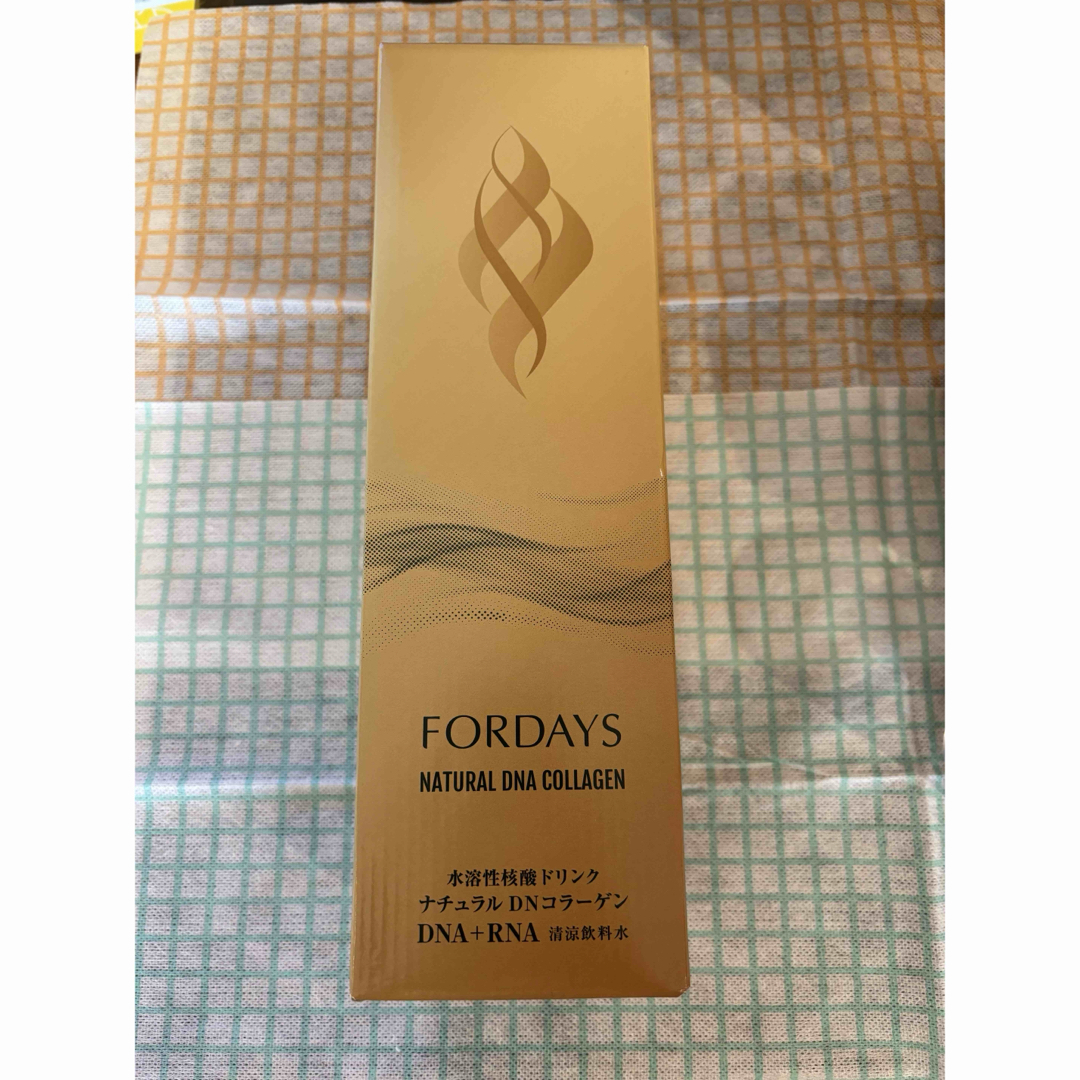 FORDAYS
NATURAL DNA COLLAGEN
水溶性核酸ドリンク
ナチュラル DNコラーゲン
DNA+RNA 清涼飲料水